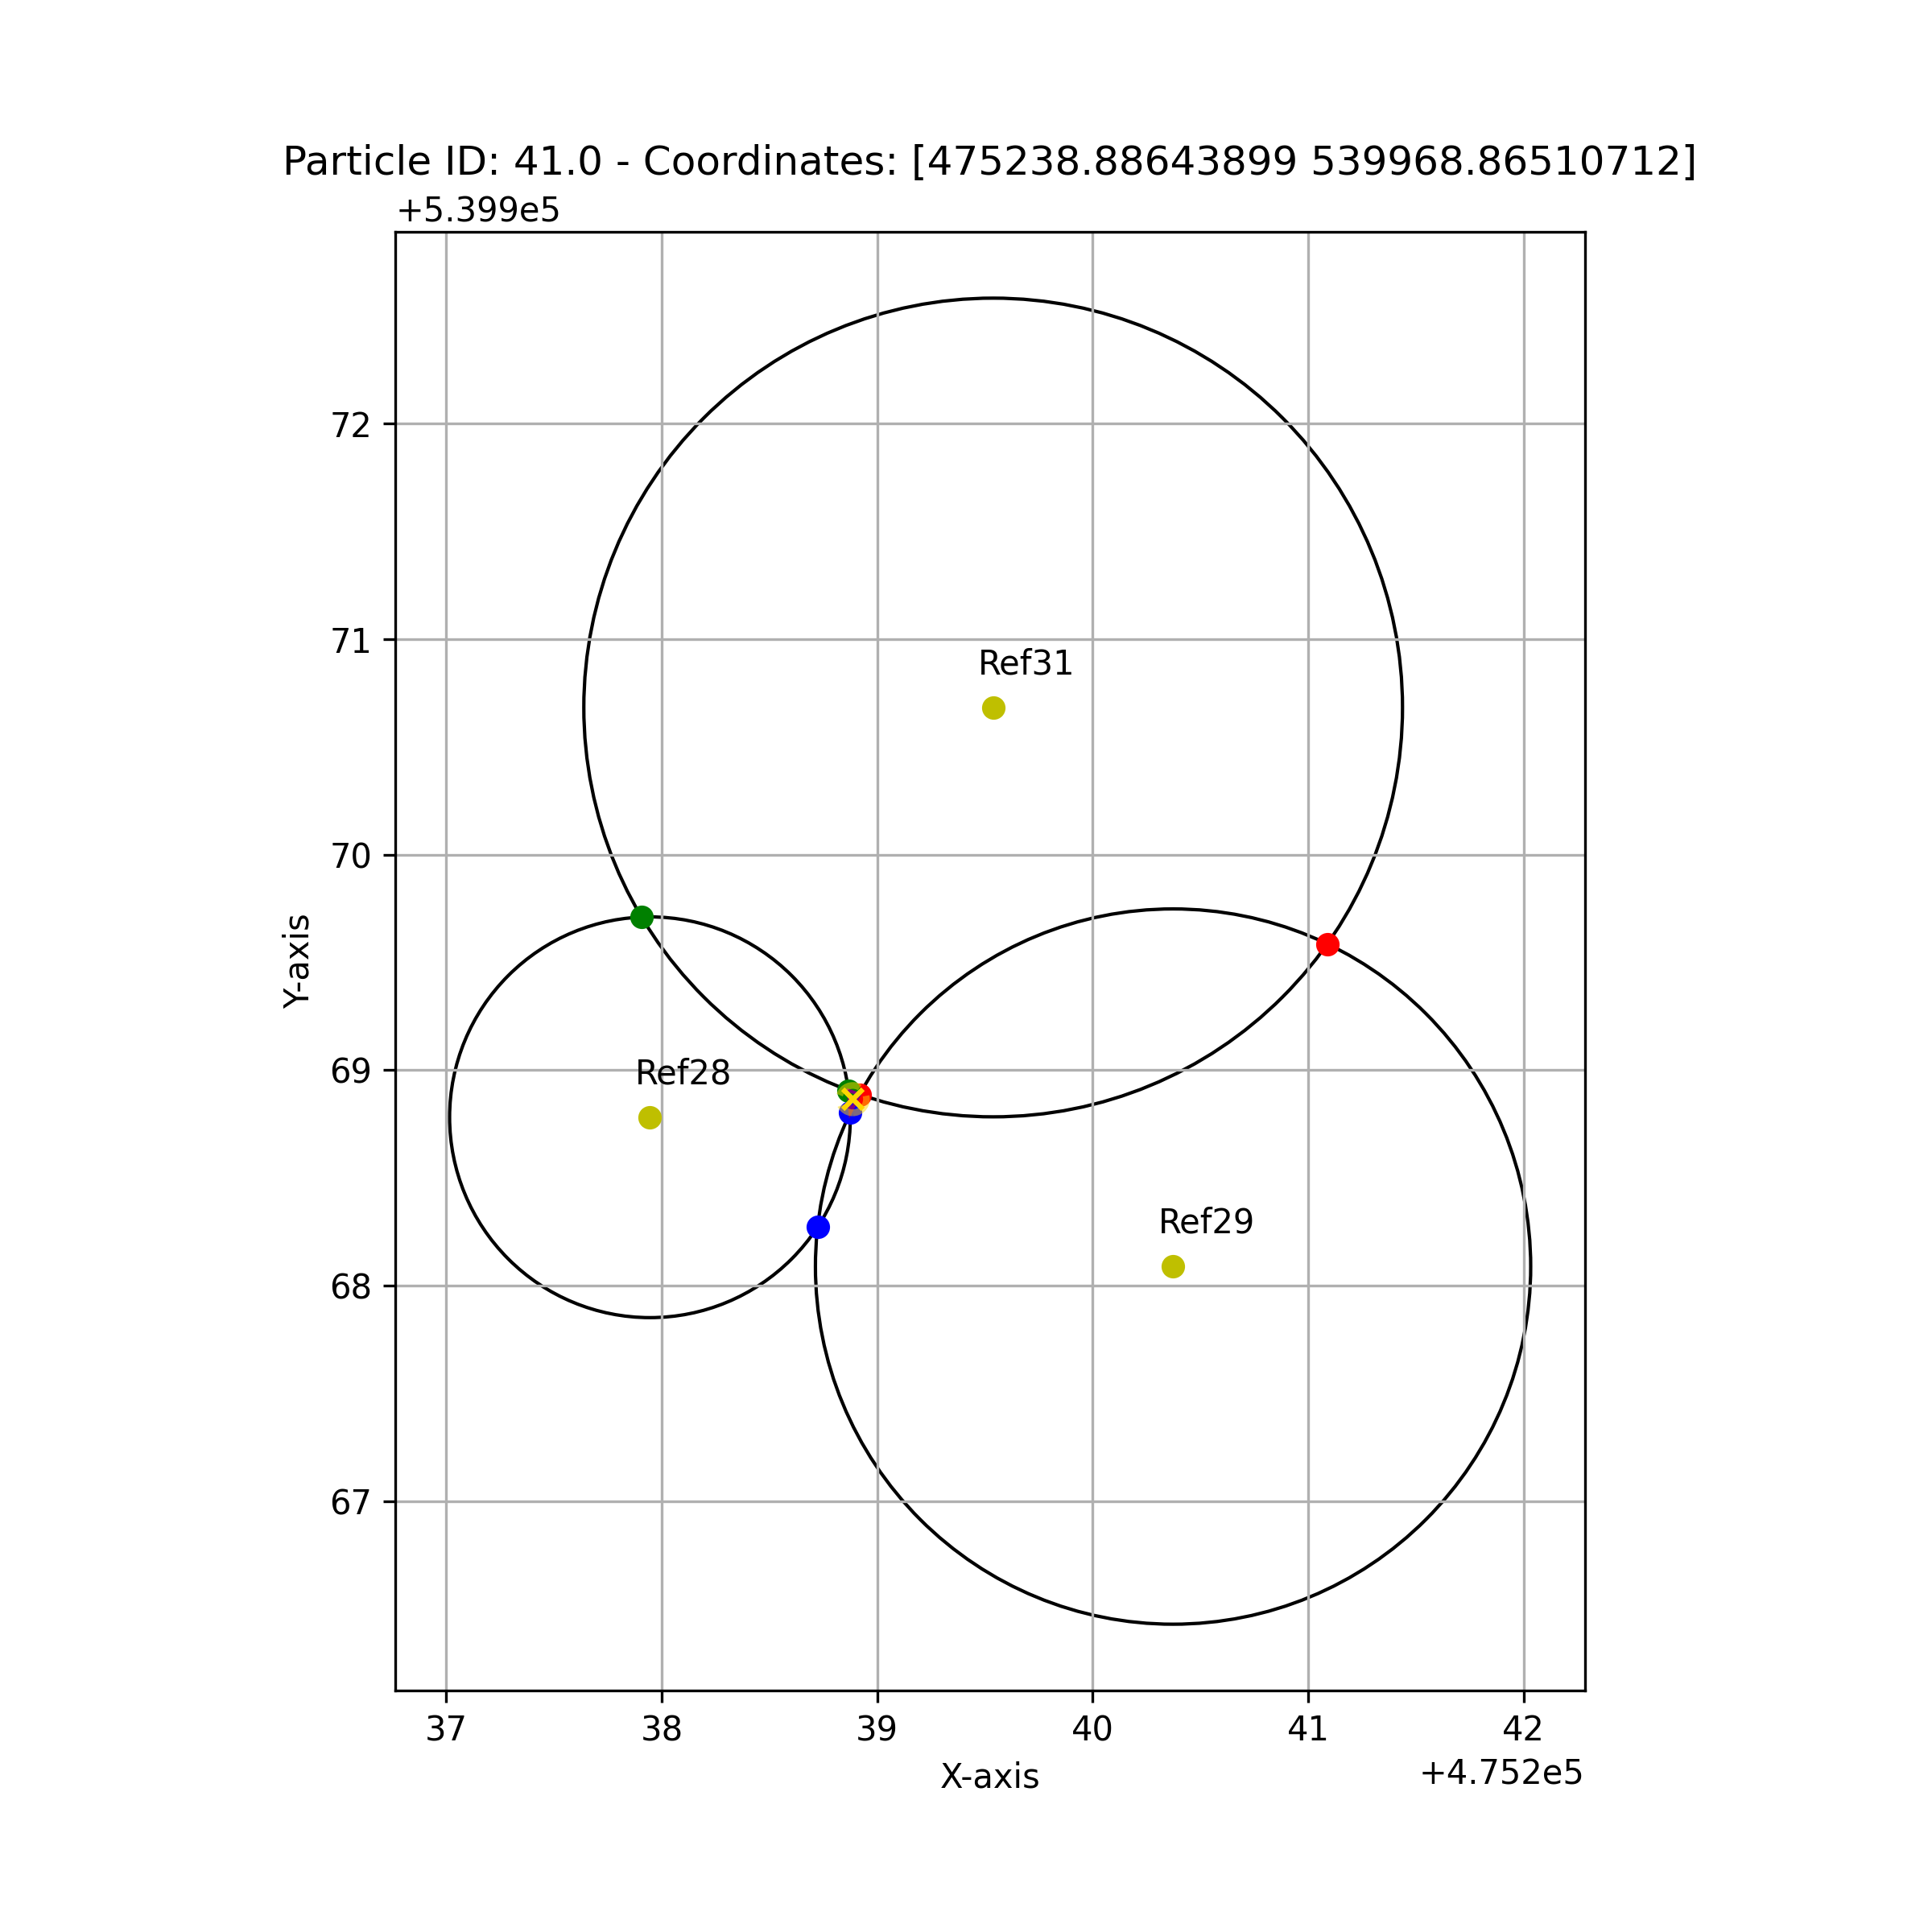 Particle ID: 41.0 - Coordinates: [475238.88643899 539968.86510712]
+5.399e5
72
71
70
69
68
67
Y-axis
Ref31
Ref28
Ref29
37 38 39 40 41 42
X-axis
+4.752e5